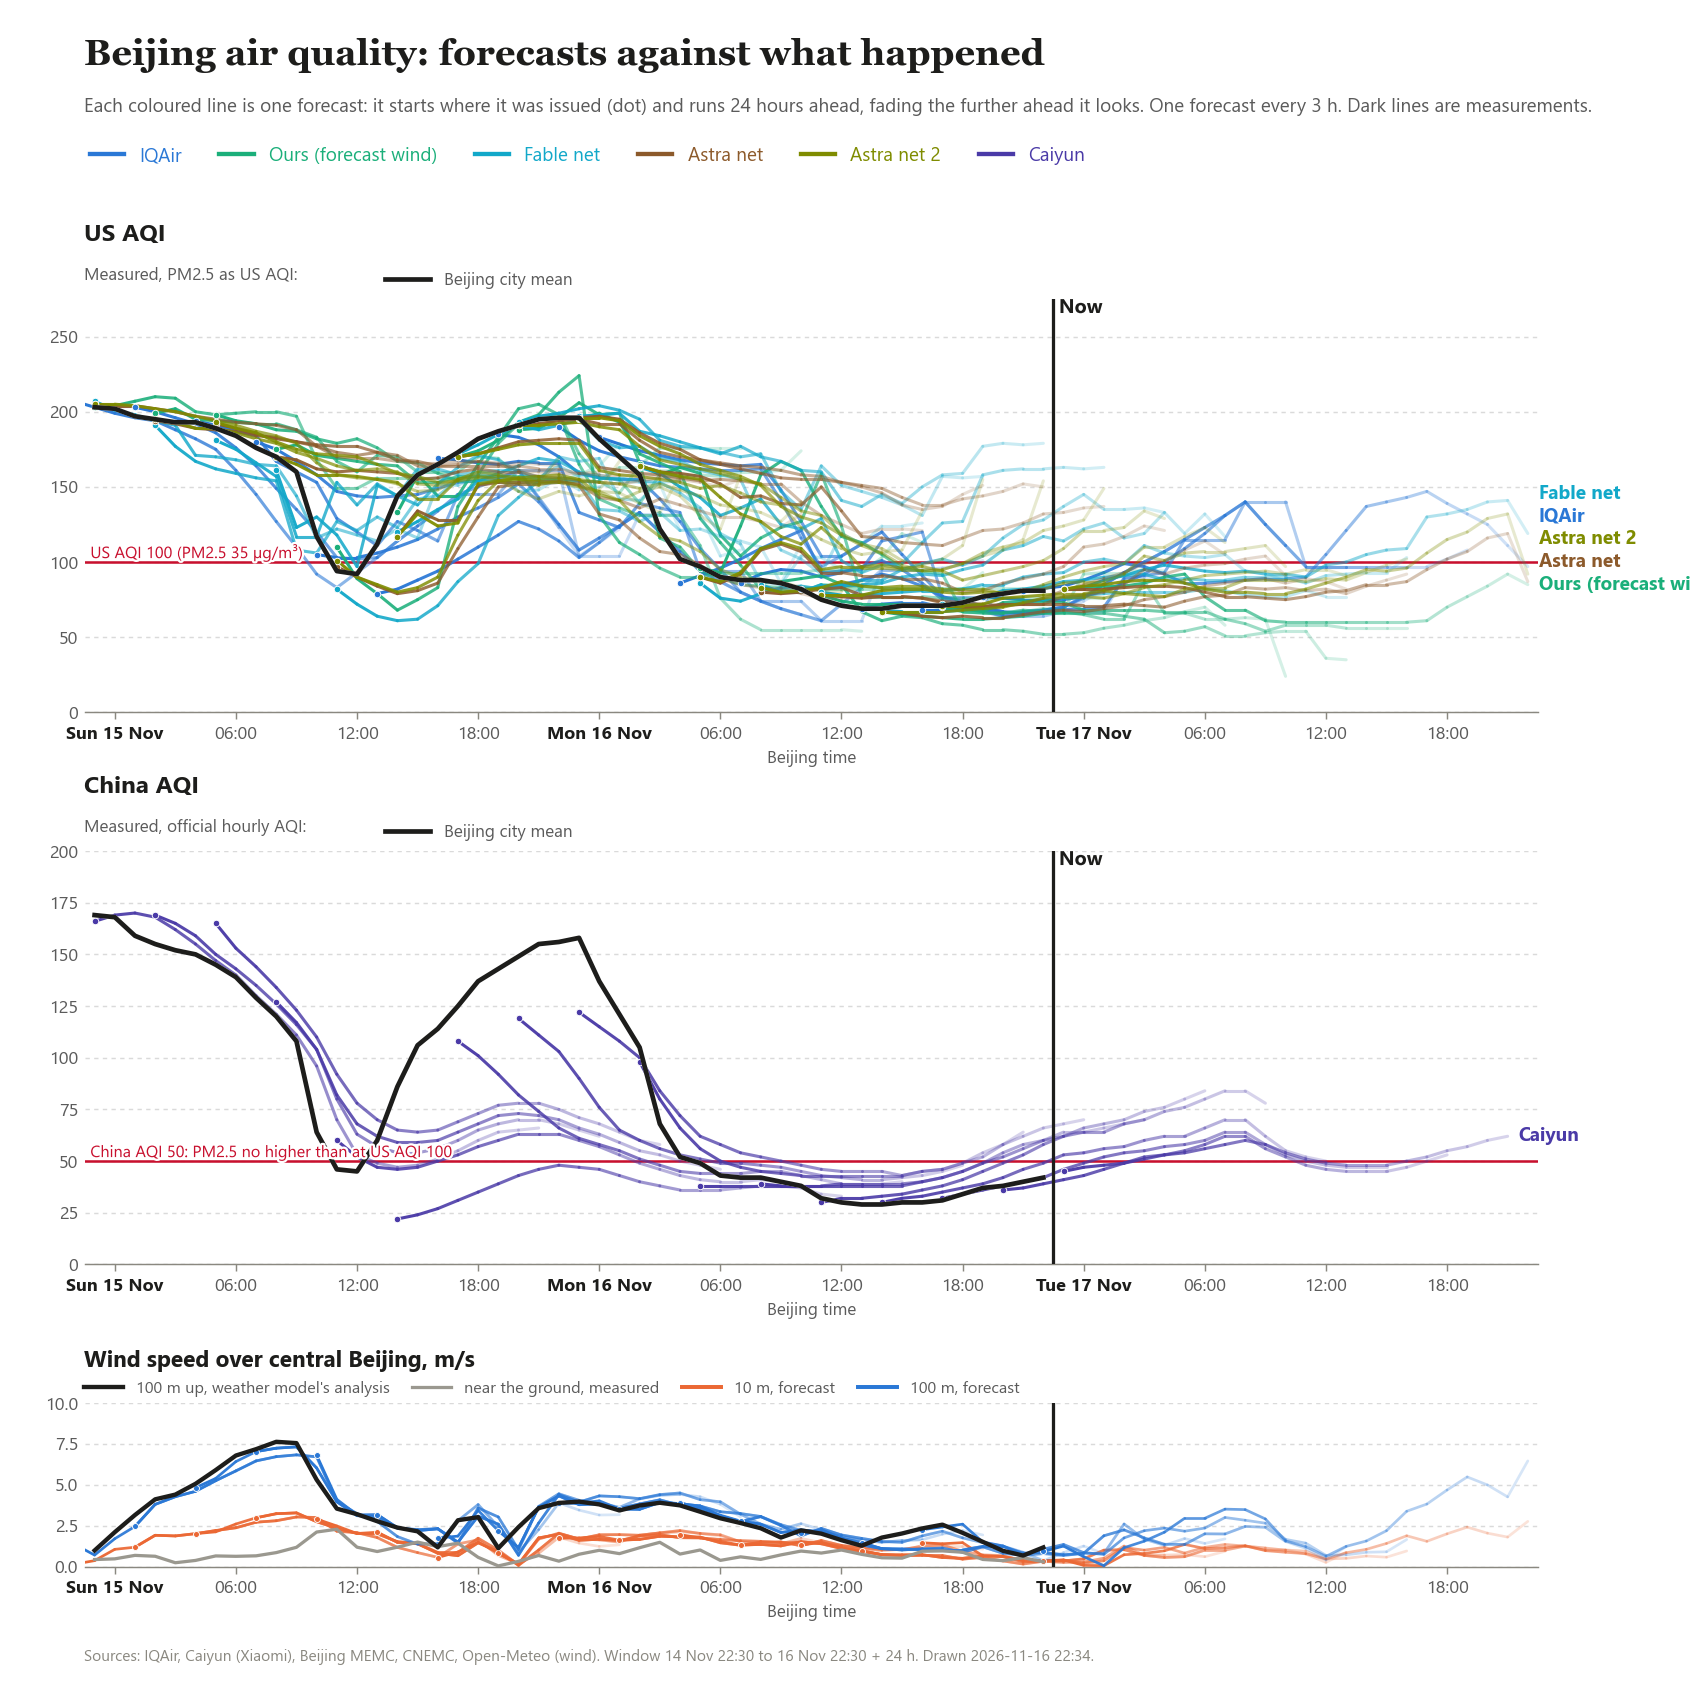 Beijing air quality: forecasts against what happened
Each coloured line is one forecast: it starts where it was issued (dot) and runs 24 hours ahead, fading the further ahead it looks. One forecast every 3 h. Dark lines are measurements.
IQAir Ours (forecast wind) Fable net Astra net Astra net 2 Caiyun
US AQI
Measured, PM2.5 as US AQI: Beijing city mean
Now
250
200
150
100
50
0
US AQI 100 (PM2.5 35 µg/m³)
Fable net
IQAir
Astra net 2
Astra net
Ours (forecast wi
Sun 15 Nov 06:00 12:00 18:00 Mon 16 Nov 06:00 12:00 18:00 Tue 17 Nov 06:00 12:00 18:00
Beijing time
China AQI
Measured, official hourly AQI: Beijing city mean
Now
200
175
150
125
100
75
50
25
0
China AQI 50: PM2.5 no higher than at US AQI 100
Caiyun
Sun 15 Nov 06:00 12:00 18:00 Mon 16 Nov 06:00 12:00 18:00 Tue 17 Nov 06:00 12:00 18:00
Beijing time
Wind speed over central Beijing, m/s
100 m up, weather model's analysis near the ground, measured 10 m, forecast 100 m, forecast
10.0
7.5
5.0
2.5
0.0
Sun 15 Nov 06:00 12:00 18:00 Mon 16 Nov 06:00 12:00 18:00 Tue 17 Nov 06:00 12:00 18:00
Beijing time
Sources: IQAir, Caiyun (Xiaomi), Beijing MEMC, CNEMC, Open-Meteo (wind). Window 14 Nov 22:30 to 16 Nov 22:30 + 24 h. Drawn 2026-11-16 22:34.